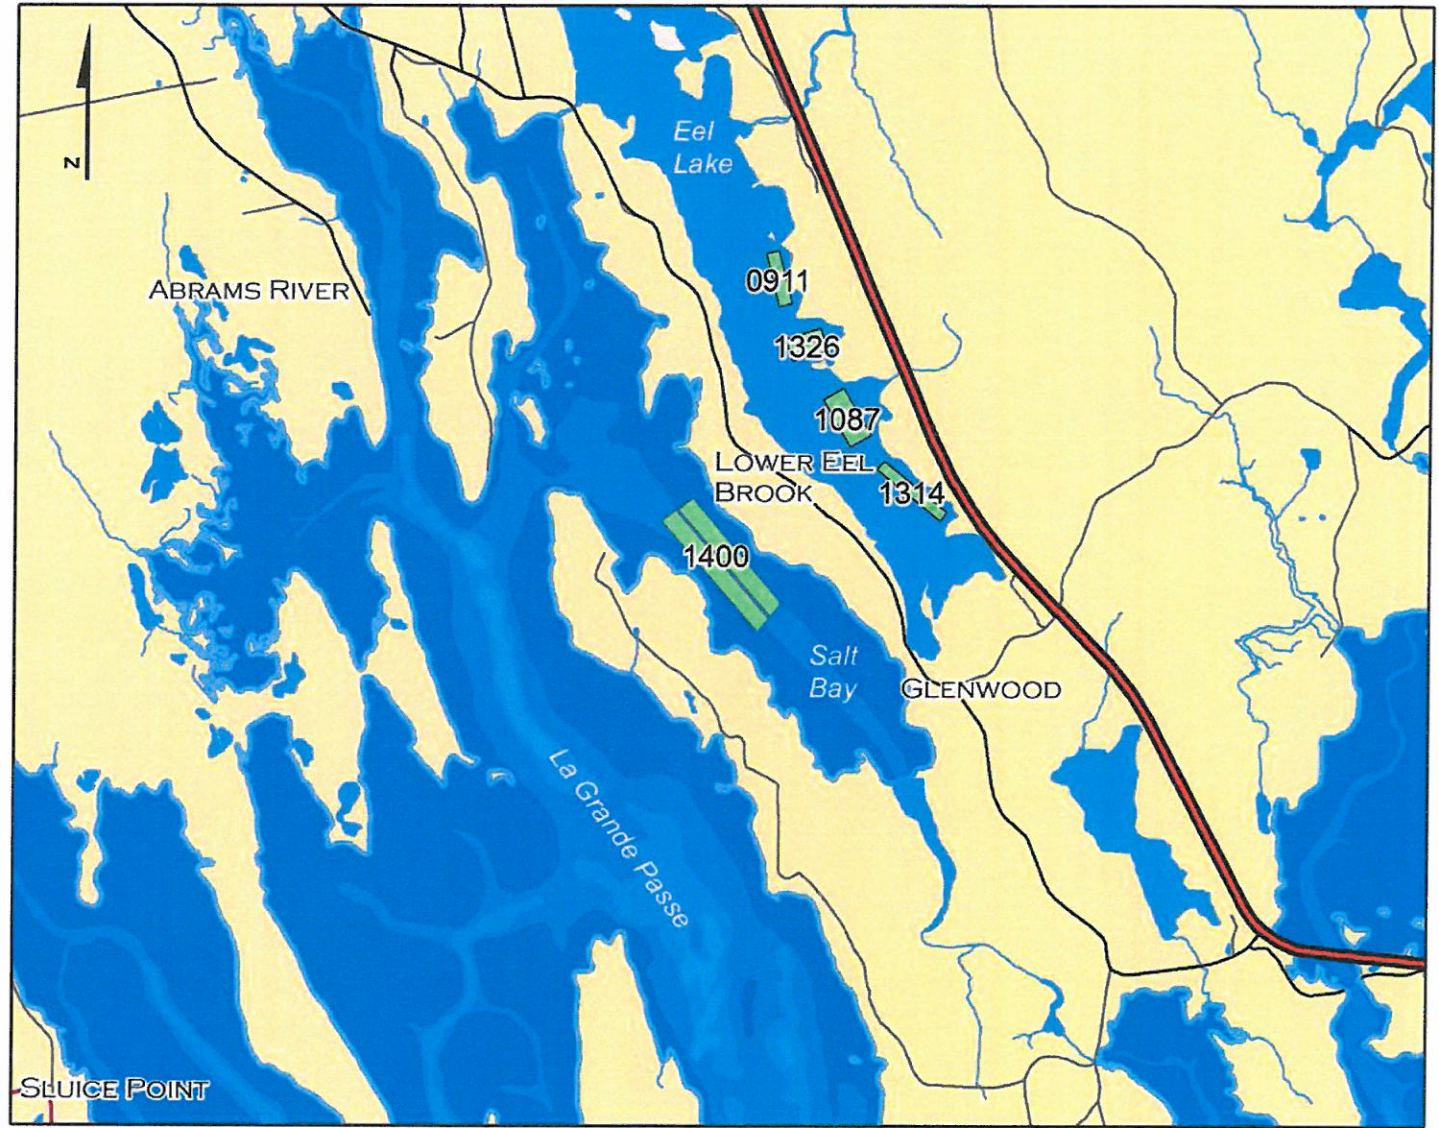 Eel
Lake
N
0911
ABRAMS RIVER
1326
1087
LOWER EEL
BROOK
1314
1400
Salt
Bay
GLENWOOD
La Grande Passe
SLUICE POINT